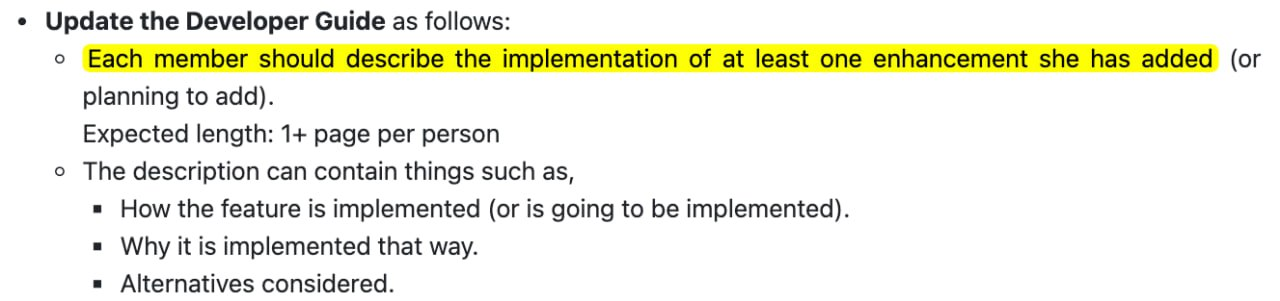 • Update the Developer Guide as follows:
◦ Each member should describe the implementation of at least one enhancement she has added (or
planning to add).
Expected length: 1+ page per person
◦ The description can contain things such as,
▪ How the feature is implemented (or is going to be implemented).
▪ Why it is implemented that way.
▪ Alternatives considered.